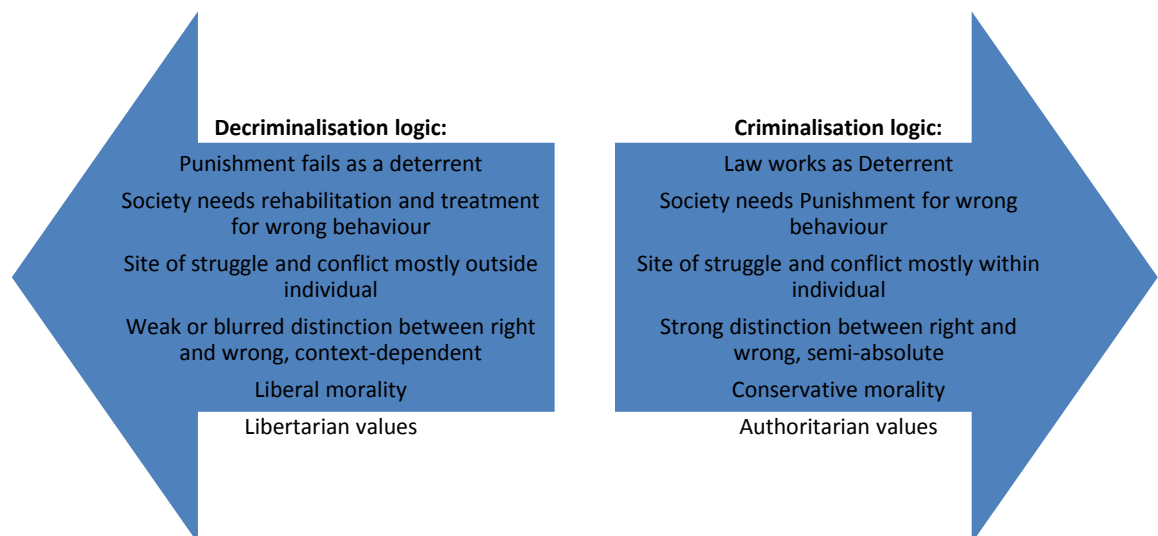 Decriminalisation logic:
Punishment fails as a deterrent
Society needs rehabilitation and treatment
for wrong behaviour
Site of struggle and conflict mostly outside
individual
Weak or blurred distinction between right
and wrong, context-dependent
Liberal morality
Libertarian values
Criminalisation logic:
Law works as Deterrent
Society needs Punishment for wrong
behaviour
Site of struggle and conflict mostly within
individual
Strong distinction between right and
wrong, semi-absolute
Conservative morality
Authoritarian values